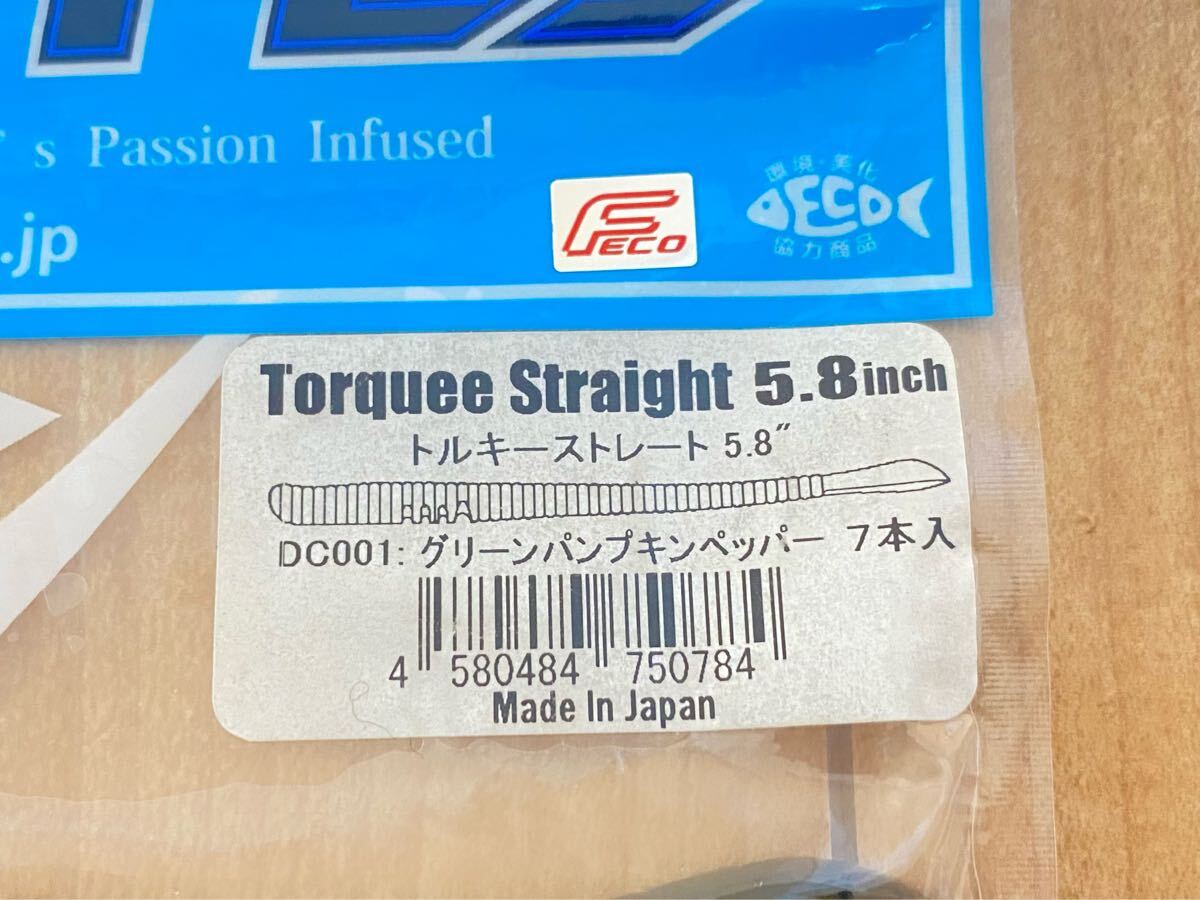 s Passion Infused
.jp
FECO
環境・美化
ECO
協力商品
Torquee Straight 5.8inch
トルキーストレート 5.8"
DC001: グリーンパンプキンペッパー 7本入
4 580484 750784
Made In Japan